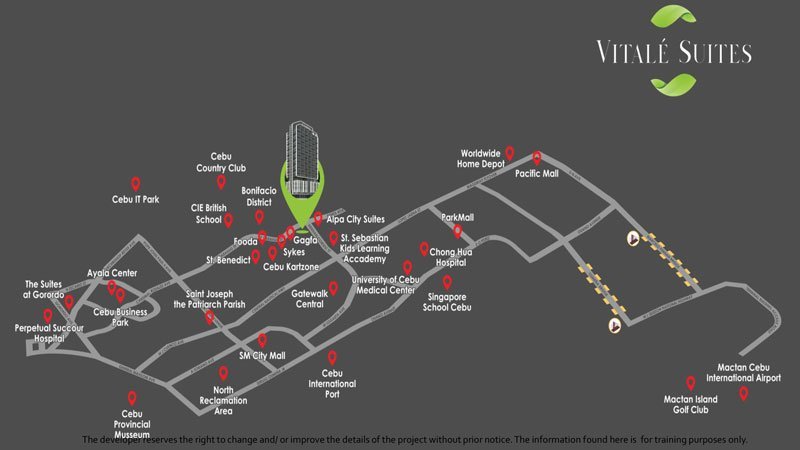 VITALÉ SUITES
Worldwide
Home Depot
Pacific Mall
Cebu
Country Club
Cebu IT Park
Bonifacio
District
CIE British
School
Alpa City Suites
ParkMall
Fooda
Gagfa
Sykes
St. Sebastian
Kids Learning
Accademy
St. Benedict
Cebu Kartzone
Chong Hua
Hospital
Ayala Center
The Suites
at Gorordo
University of Cebu
Medical Center
Saint Joseph
the Patriarch Parish
Gatewalk
Central
Singapore
School Cebu
Cebu Business
Park
Perpetual Succour
Hospital
SM City Mall
Cebu
International
Port
North
Reclamation
Area
Mactan Cebu
International Airport
Mactan Island
Golf Club
Cebu
Provincial
Musseum
The developer reserves the right to change and/ or improve the details of the project without prior notice. The information found here is for training purposes only.